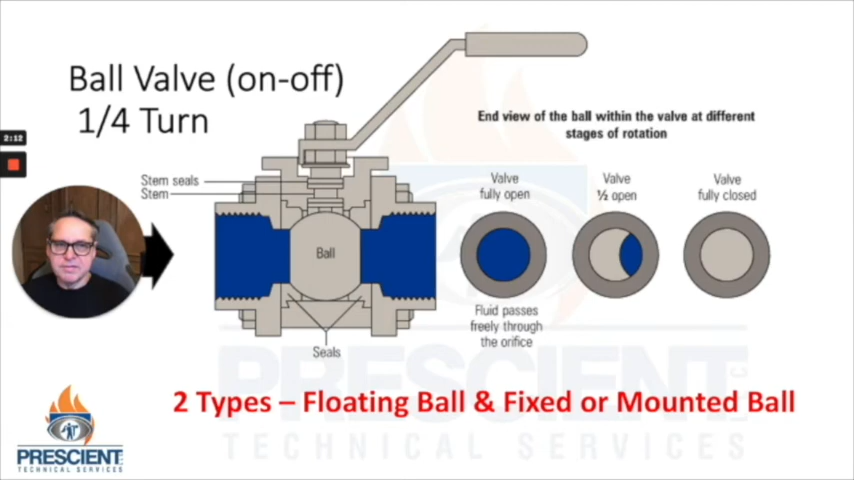 Ball Valve (on-off)
1/4 Turn
2:12
End view of the ball within the valve at different
stages of rotation
Stem seals
Stem
Ball
Seals
Valve
fully open
Valve
½ open
Valve
fully closed
Fluid passes
freely through
the orifice
2 Types – Floating Ball & Fixed or Mounted Ball
PRESCIENT
TECHNICAL SERVICES
PRESCIENT
TECHNICAL SERVICES